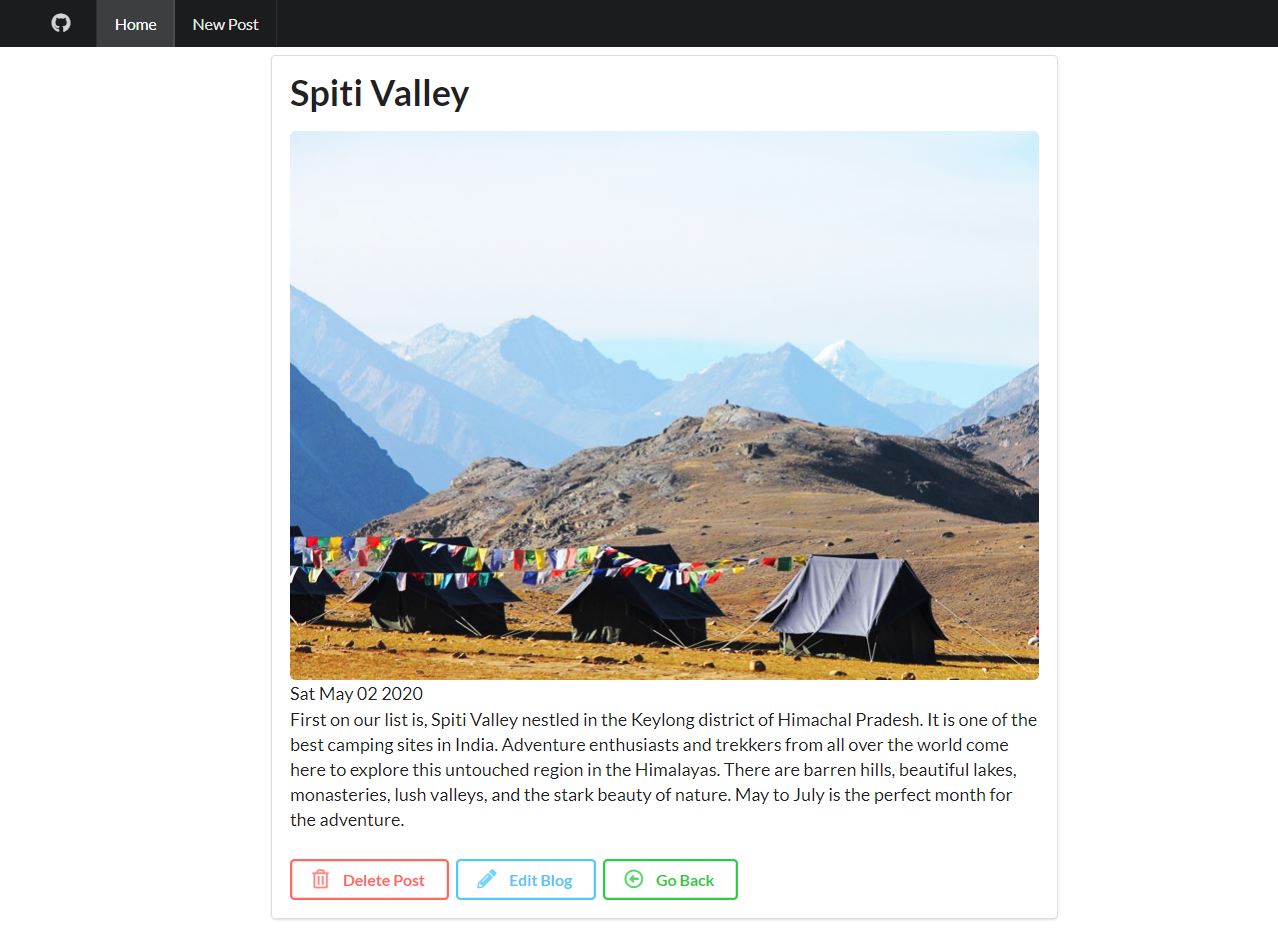 Home New Post
Spiti Valley
Sat May 02 2020
First on our list is, Spiti Valley nestled in the Keylong district of Himachal Pradesh. It is one of the
best camping sites in India. Adventure enthusiasts and trekkers from all over the world come
here to explore this untouched region in the Himalayas. There are barren hills, beautiful lakes,
monasteries, lush valleys, and the stark beauty of nature. May to July is the perfect month for
the adventure.
Delete Post Edit Blog Go Back